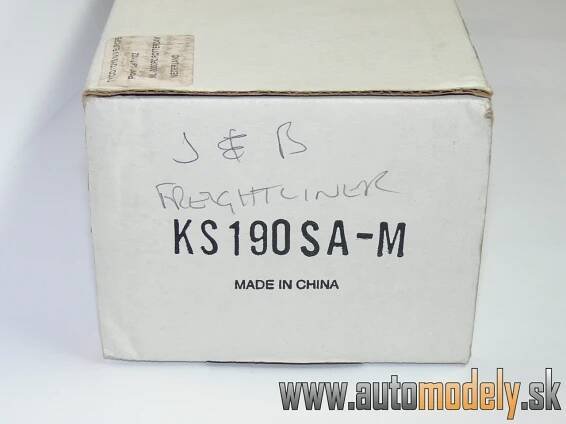 J & B
FREIGHTLINER
KS190SA-M
MADE IN CHINA
www.automodely.sk